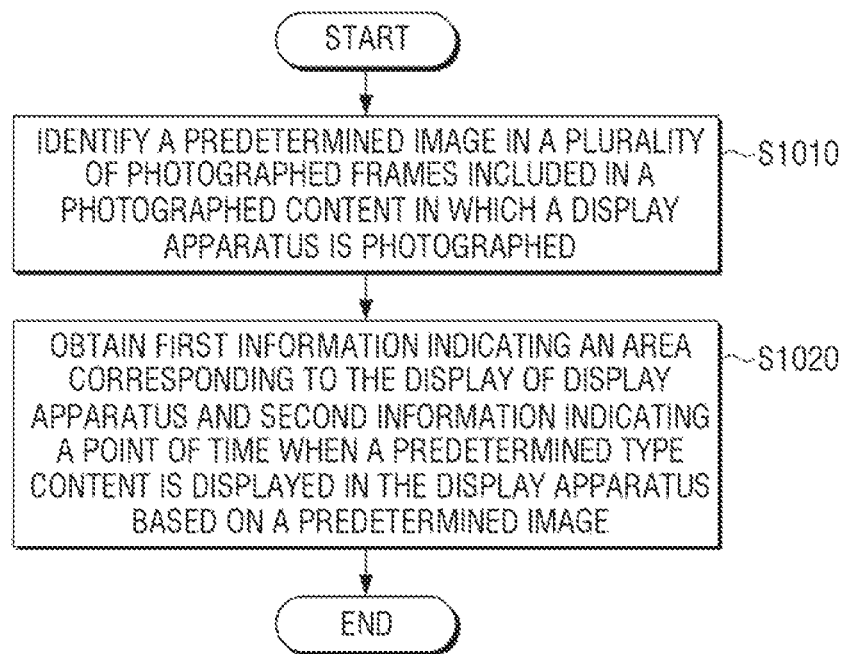 START
IDENTIFY A PREDETERMINED IMAGE IN A PLURALITY
OF PHOTOGRAPHED FRAMES INCLUDED IN A
PHOTOGRAPHED CONTENT IN WHICH A DISPLAY
APPARATUS IS PHOTOGRAPHED
S1010
OBTAIN FIRST INFORMATION INDICATING AN AREA
CORRESPONDING TO THE DISPLAY OF DISPLAY
APPARATUS AND SECOND INFORMATION INDICATING
A POINT OF TIME WHEN A PREDETERMINED TYPE
CONTENT IS DISPLAYED IN THE DISPLAY APPARATUS
BASED ON A PREDETERMINED IMAGE
S1020
END